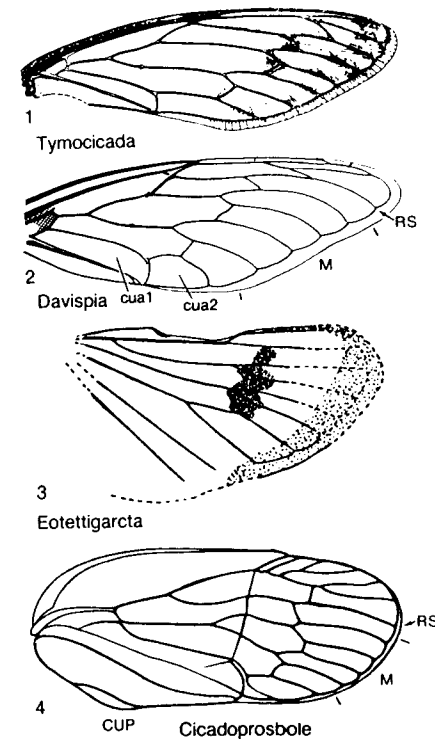 1
Tymocicada
RS
M
2
Davispia
cua1
cua2
3
Eotettigarcta
RS
M
4
CUP
Cicadoprosbole